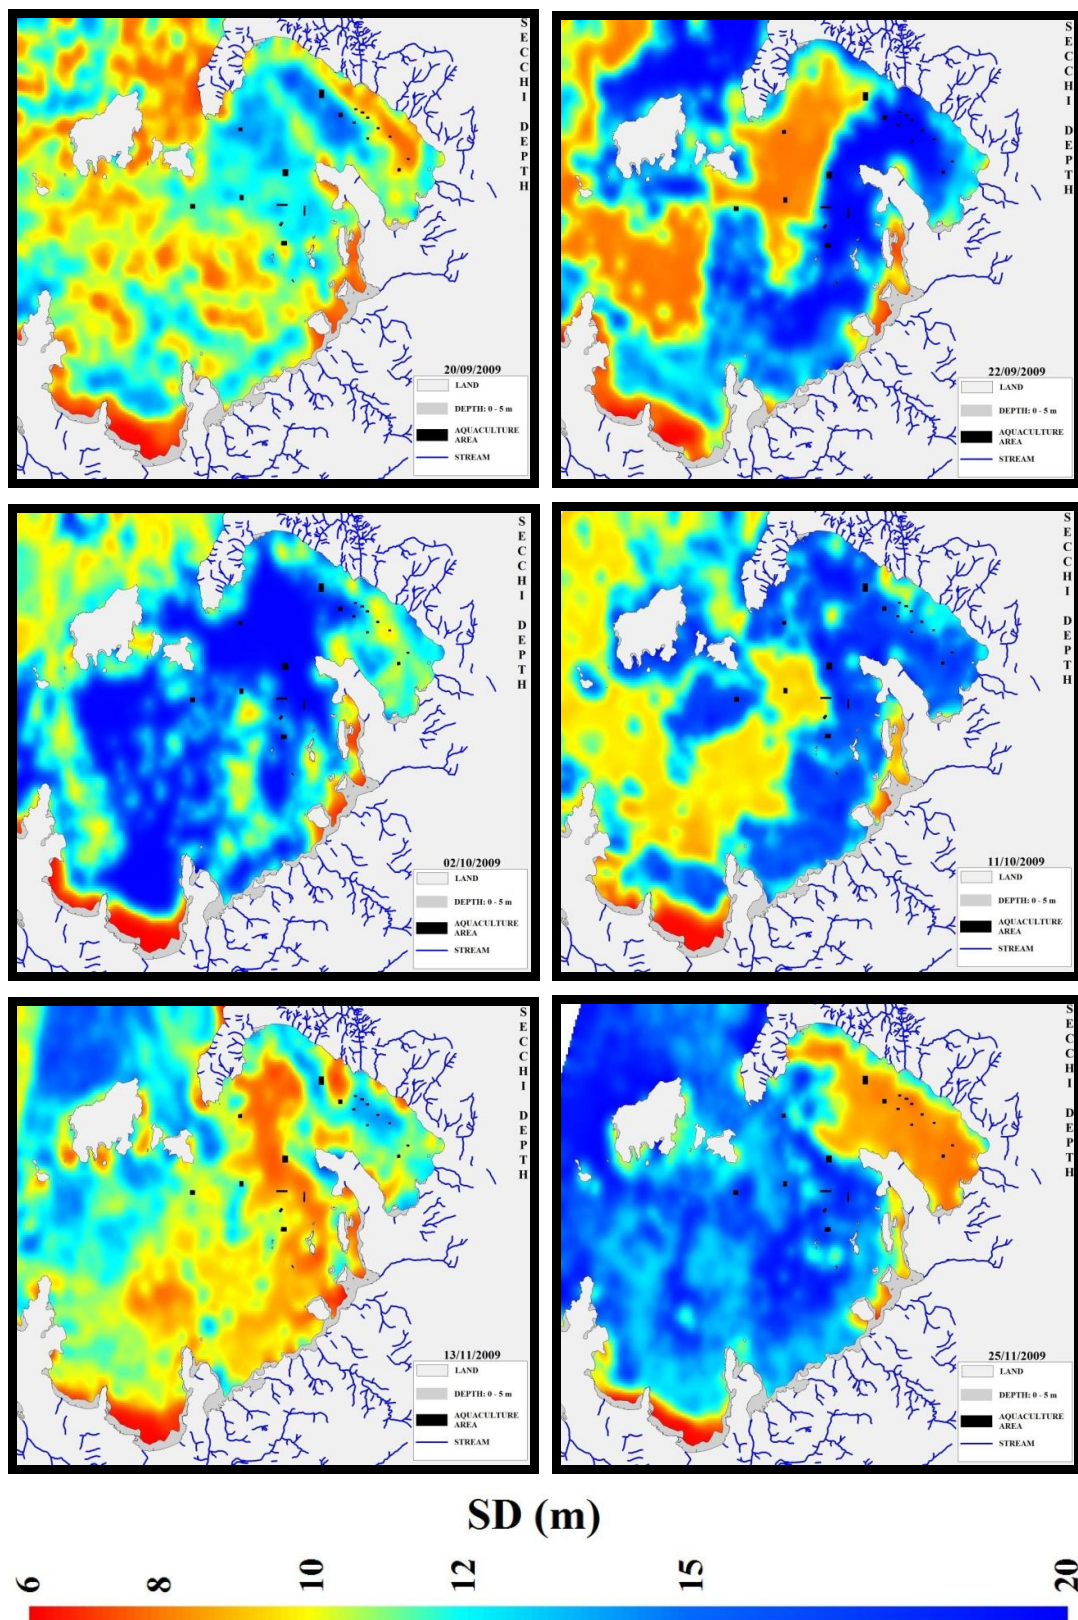 SECCHI DEPTH
20/09/2009
LAND
DEPTH: 0 - 5 m
AQUACULTURE
AREA
STREAM
SECCHI DEPTH
22/09/2009
LAND
DEPTH: 0 - 5 m
AQUACULTURE
AREA
STREAM
SECCHI DEPTH
02/10/2009
LAND
DEPTH: 0 - 5 m
AQUACULTURE
AREA
STREAM
SECCHI DEPTH
11/10/2009
LAND
DEPTH: 0 - 5 m
AQUACULTURE
AREA
STREAM
SECCHI DEPTH
13/11/2009
LAND
DEPTH: 0 - 5 m
AQUACULTURE
AREA
STREAM
SECCHI DEPTH
25/11/2009
LAND
DEPTH: 0 - 5 m
AQUACULTURE
AREA
STREAM
SD (m)
6 8 10 12 15 20